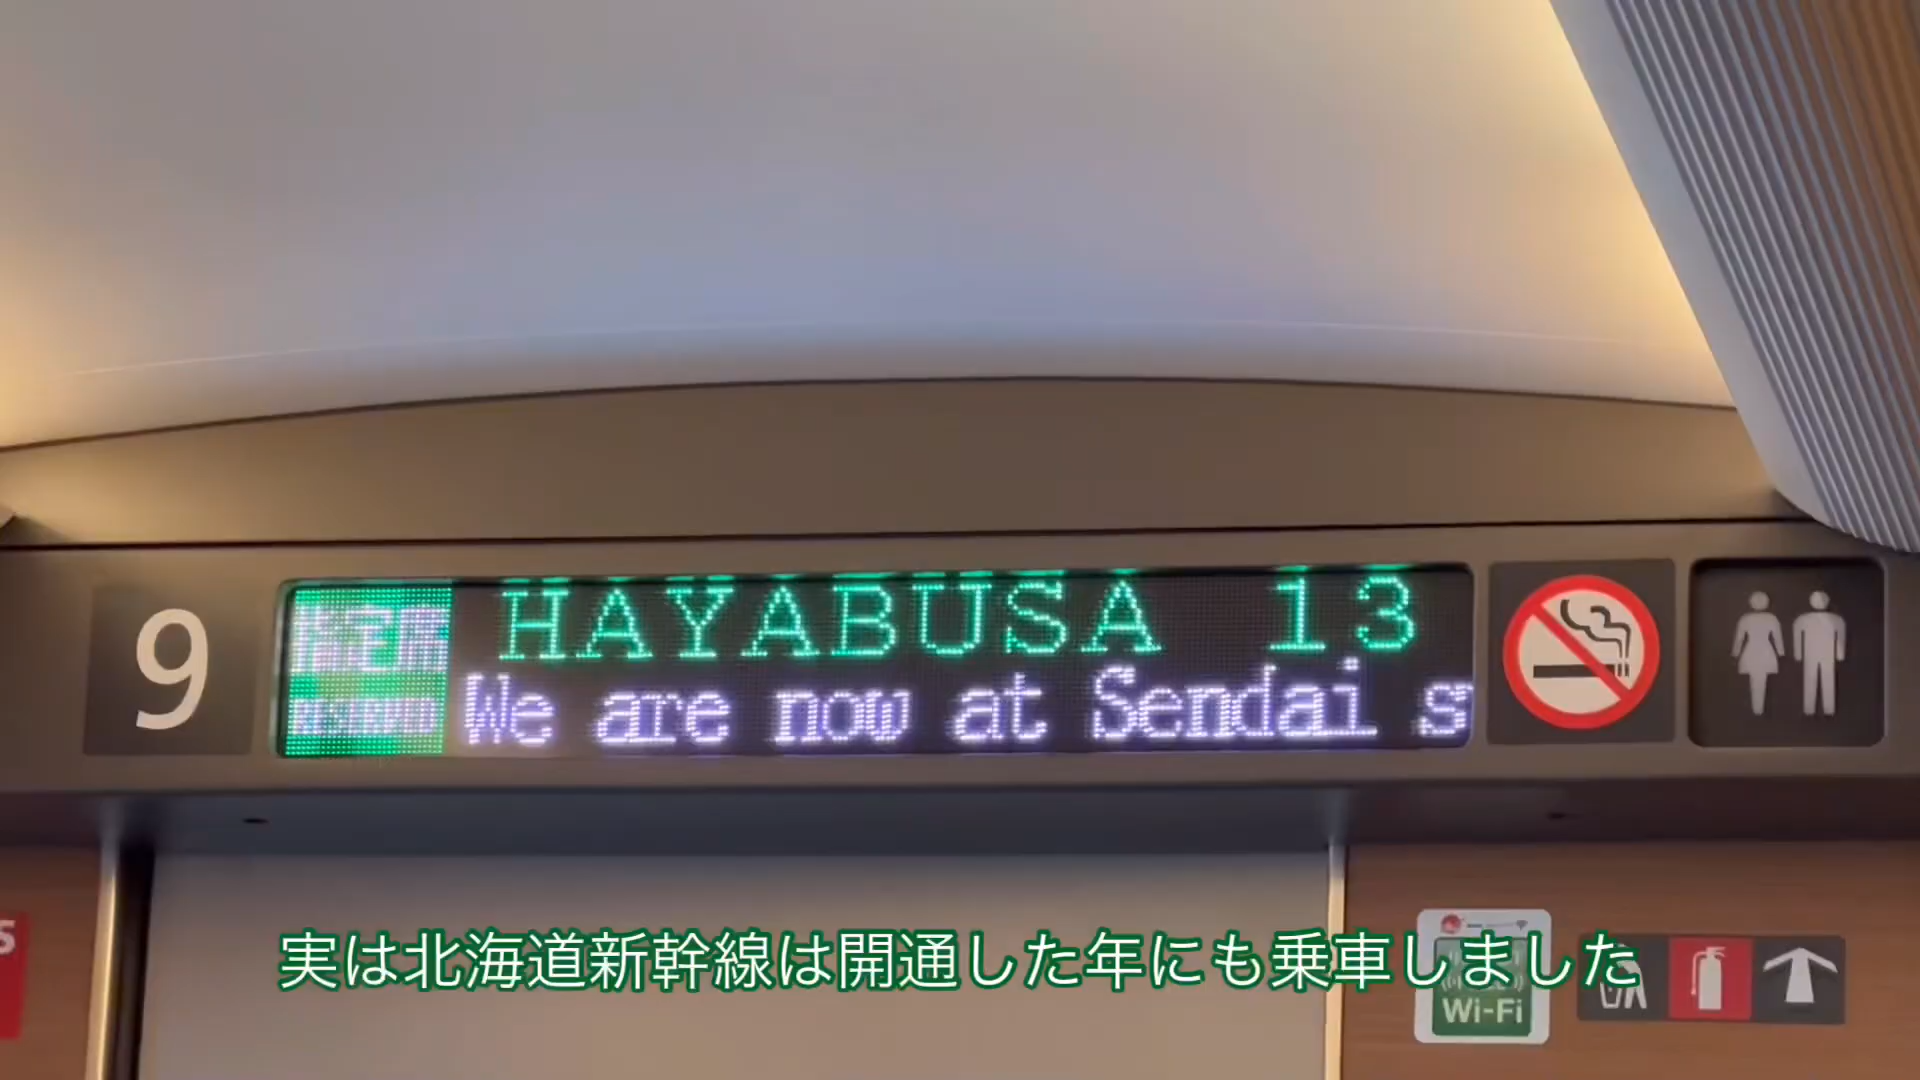 9
指定席
RESERVED
HAYABUSA 13
We are now at Sendai s
実は北海道新幹線は開通した年にも乗車しました
Wi-Fi
S